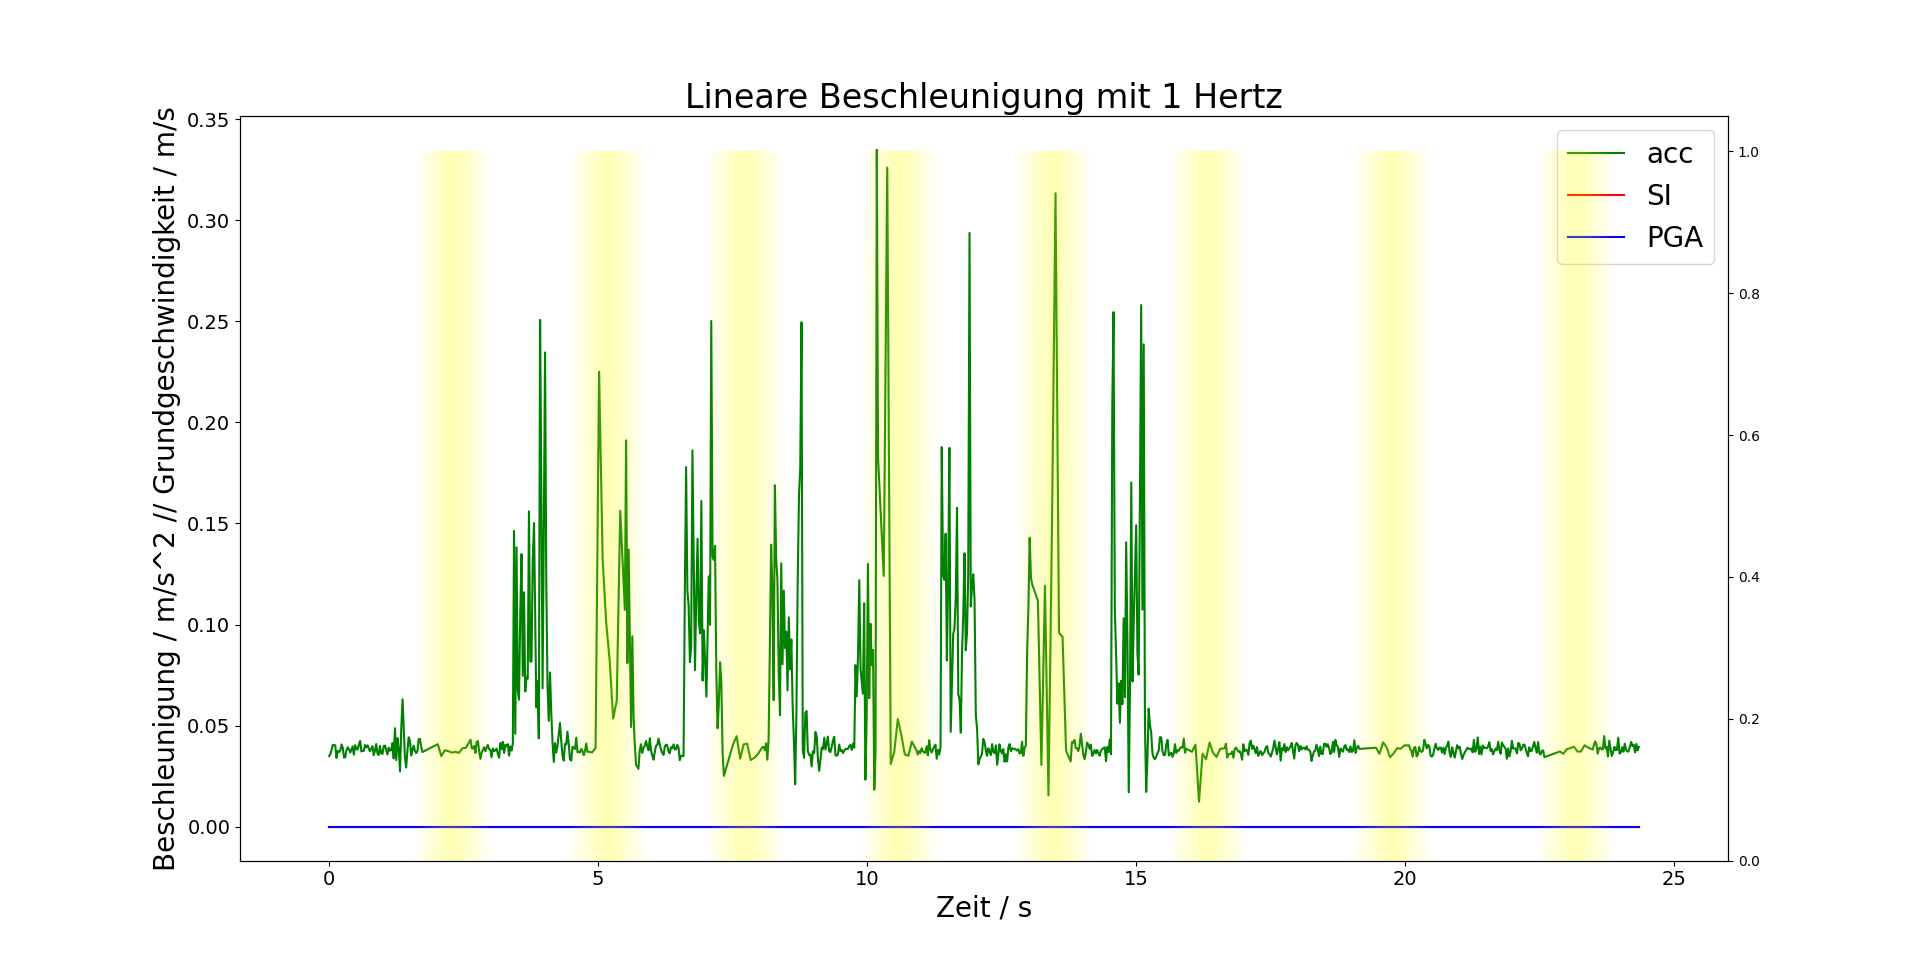 Lineare Beschleunigung mit 1 Hertz
Beschleunigung / m/s^2 // Grundgeschwindigkeit / m/s
0.35
0.30
0.25
0.20
0.15
0.10
0.05
0.00
acc
SI
PGA
1.0
0.8
0.6
0.4
0.2
0.0
0 5 10 15 20 25
Zeit / s